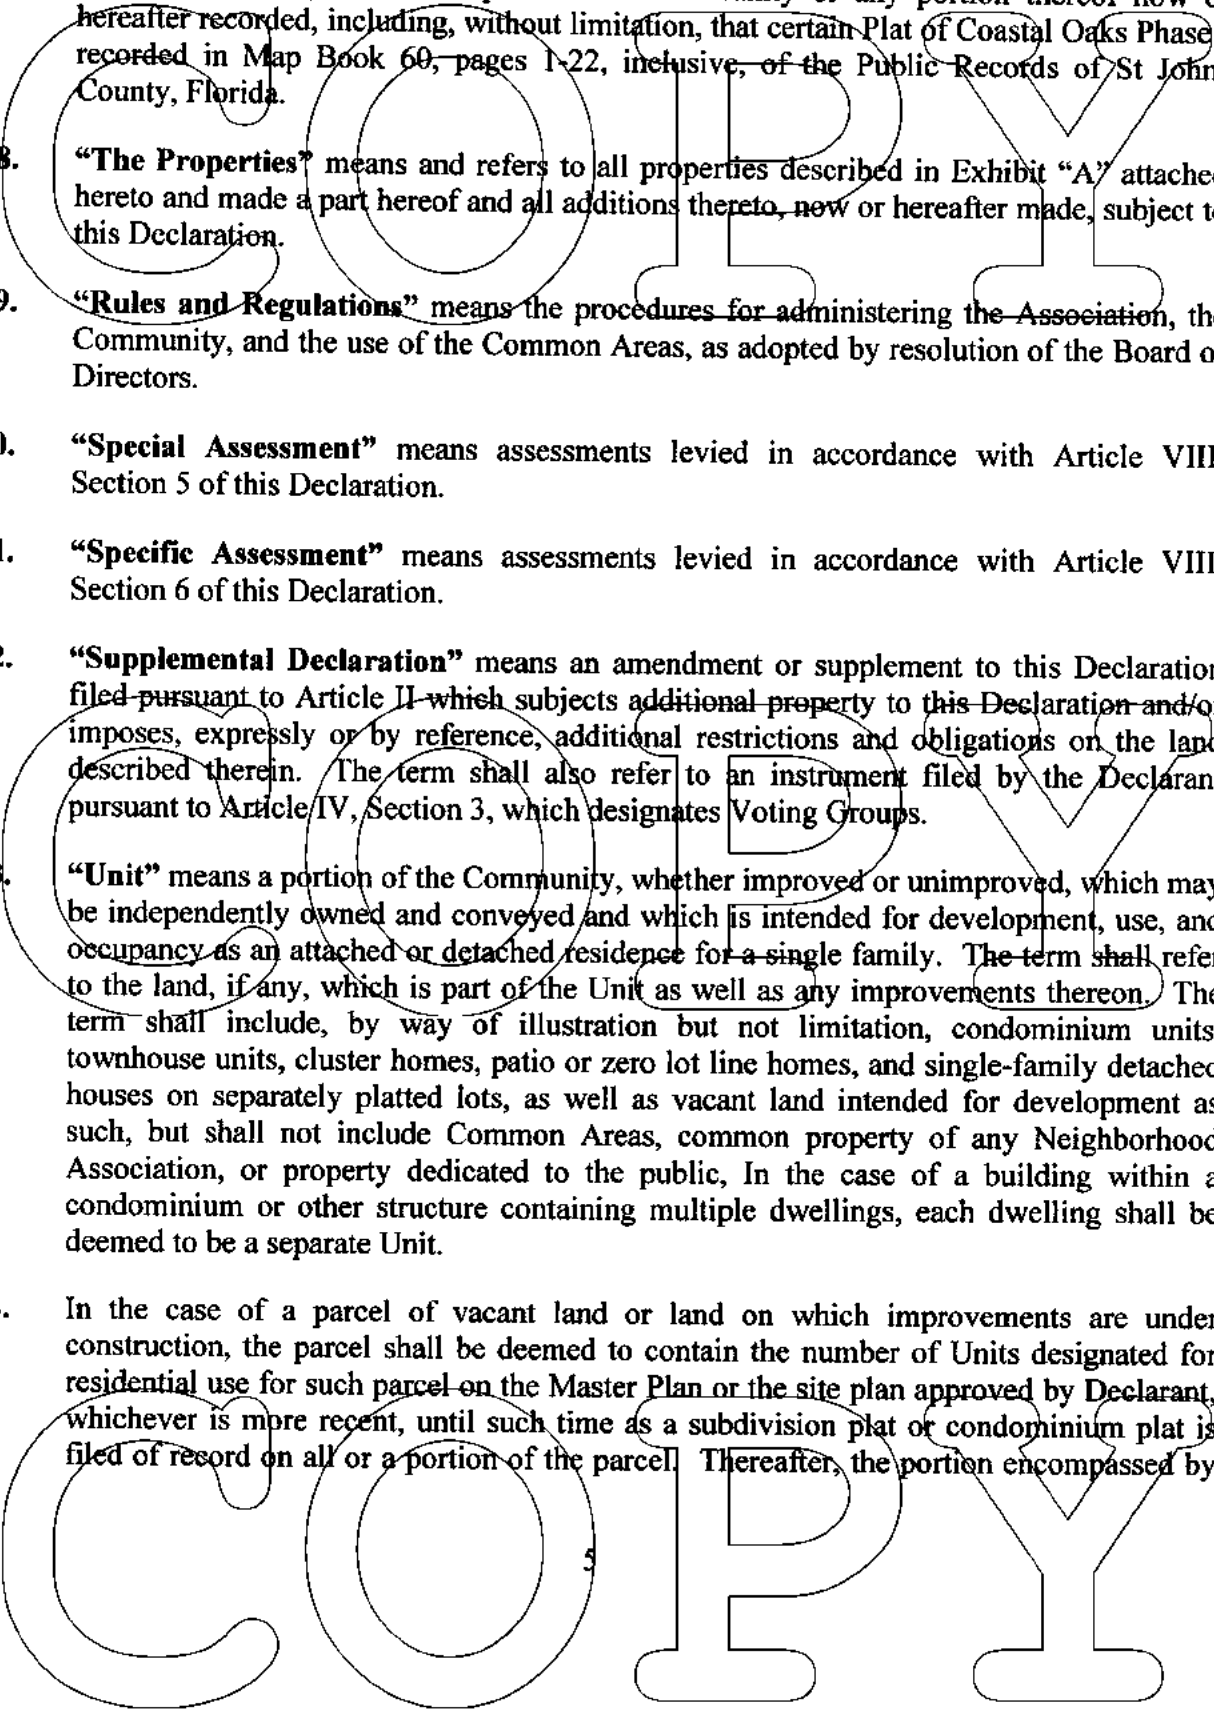 hereafter recorded, including, without limitation, that certain Plat of Coastal Oaks Phase
recorded in Map Book 60, pages 1-22, inclusive, of the Public Records of St John
County, Florida.
8. “The Properties” means and refers to all properties described in Exhibit “A” attache
hereto and made a part hereof and all additions thereto, now or hereafter made, subject t
this Declaration.
9. “Rules and Regulations” means the procedures for administering the Association, th
Community, and the use of the Common Areas, as adopted by resolution of the Board o
Directors.
0. “Special Assessment” means assessments levied in accordance with Article VIII
Section 5 of this Declaration.
1. “Specific Assessment” means assessments levied in accordance with Article VIII
Section 6 of this Declaration.
2. “Supplemental Declaration” means an amendment or supplement to this Declaration
filed pursuant to Article II which subjects additional property to this Declaration and/o
imposes, expressly or by reference, additional restrictions and obligations on the land
described therein. The term shall also refer to an instrument filed by the Declaran
pursuant to Article IV, Section 3, which designates Voting Groups.
“Unit” means a portion of the Community, whether improved or unimproved, which may
be independently owned and conveyed and which is intended for development, use, and
occupancy as an attached or detached residence for a single family. The term shall refer
to the land, if any, which is part of the Unit as well as any improvements thereon. The
term shall include, by way of illustration but not limitation, condominium units
townhouse units, cluster homes, patio or zero lot line homes, and single-family detached
houses on separately platted lots, as well as vacant land intended for development as
such, but shall not include Common Areas, common property of any Neighborhood
Association, or property dedicated to the public, In the case of a building within a
condominium or other structure containing multiple dwellings, each dwelling shall be
deemed to be a separate Unit.
In the case of a parcel of vacant land or land on which improvements are under
construction, the parcel shall be deemed to contain the number of Units designated for
residential use for such parcel on the Master Plan or the site plan approved by Declarant,
whichever is more recent, until such time as a subdivision plat or condominium plat is
filed of record on all or a portion of the parcel. Thereafter, the portion encompassed by
5
COPY
COPY
COPY